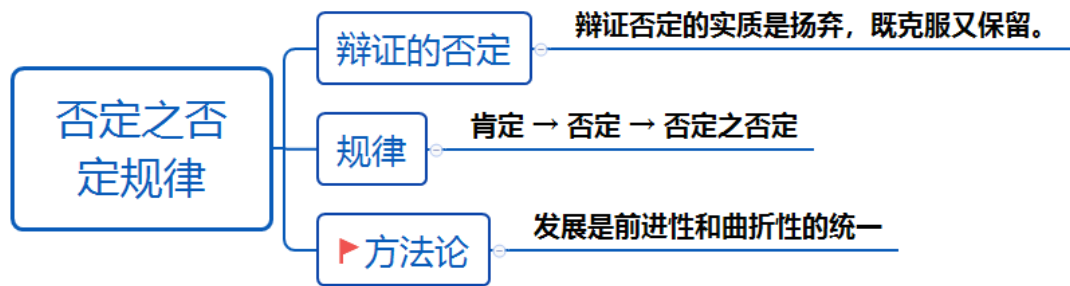 否定之否
定规律
辩证的否定
辩证否定的实质是扬弃，既克服又保留。
规律
肯定 → 否定 → 否定之否定
方法论
发展是前进性和曲折性的统一